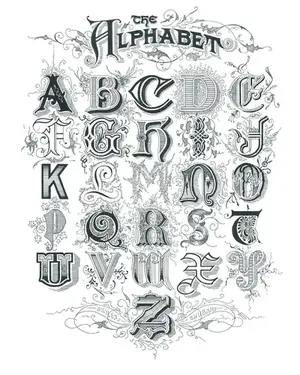 THE
ALPHABET
A B C D E
F G H I J
K L M N O
P Q R S T
U V W X Y
Z